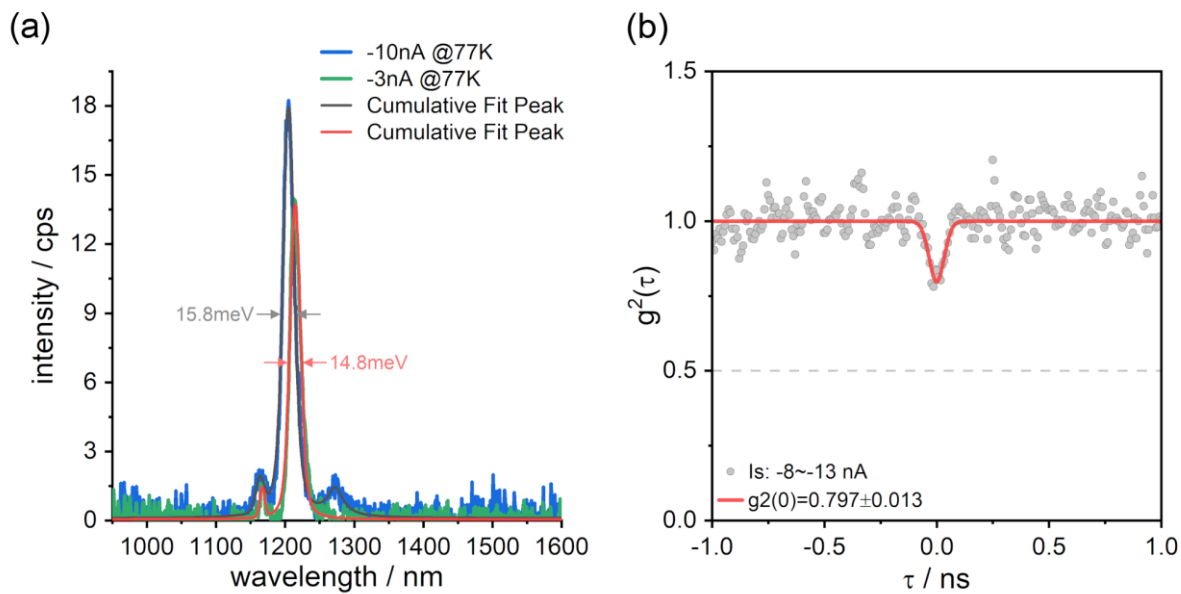 (a)
-10nA @77K
-3nA @77K
Cumulative Fit Peak
Cumulative Fit Peak
18
15
12
9
6
3
0
intensity / cps
15.8meV
14.8meV
1000 1100 1200 1300 1400 1500 1600
wavelength / nm
(b)
1.5
1.0
0.5
0.0
g²(τ)
Is: -8~-13 nA
g2(0)=0.797±0.013
-1.0 -0.5 0.0 0.5 1.0
τ / ns